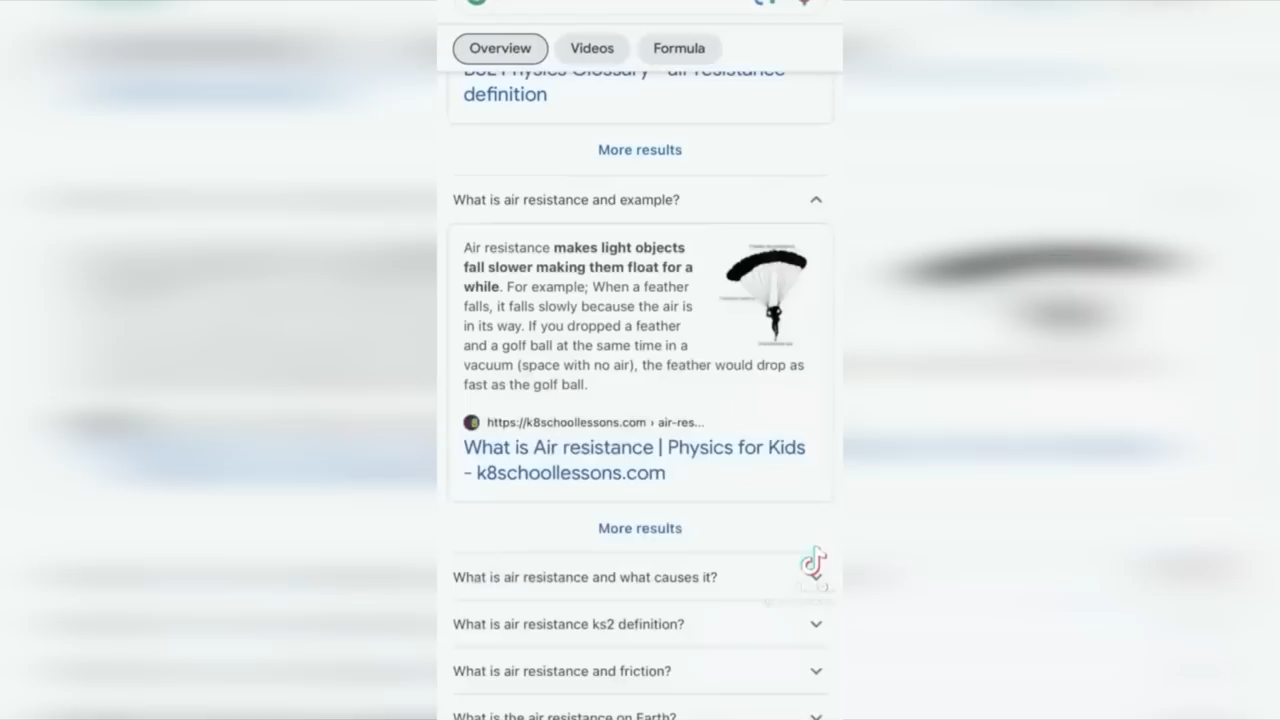 Overview
Videos
Formula
Physics Glossary - air resistance
definition
More results
What is air resistance and example?
Air resistance makes light objects
fall slower making them float for a
while. For example; When a feather
falls, it falls slowly because the air is
in its way. If you dropped a feather
and a golf ball at the same time in a
vacuum (space with no air), the feather would drop as
fast as the golf ball.
https://k8schoollessons.com › air-res...
What is Air resistance | Physics for Kids
- k8schoollessons.com
More results
What is air resistance and what causes it?
What is air resistance ks2 definition?
What is air resistance and friction?
What is the air resistance on Earth?